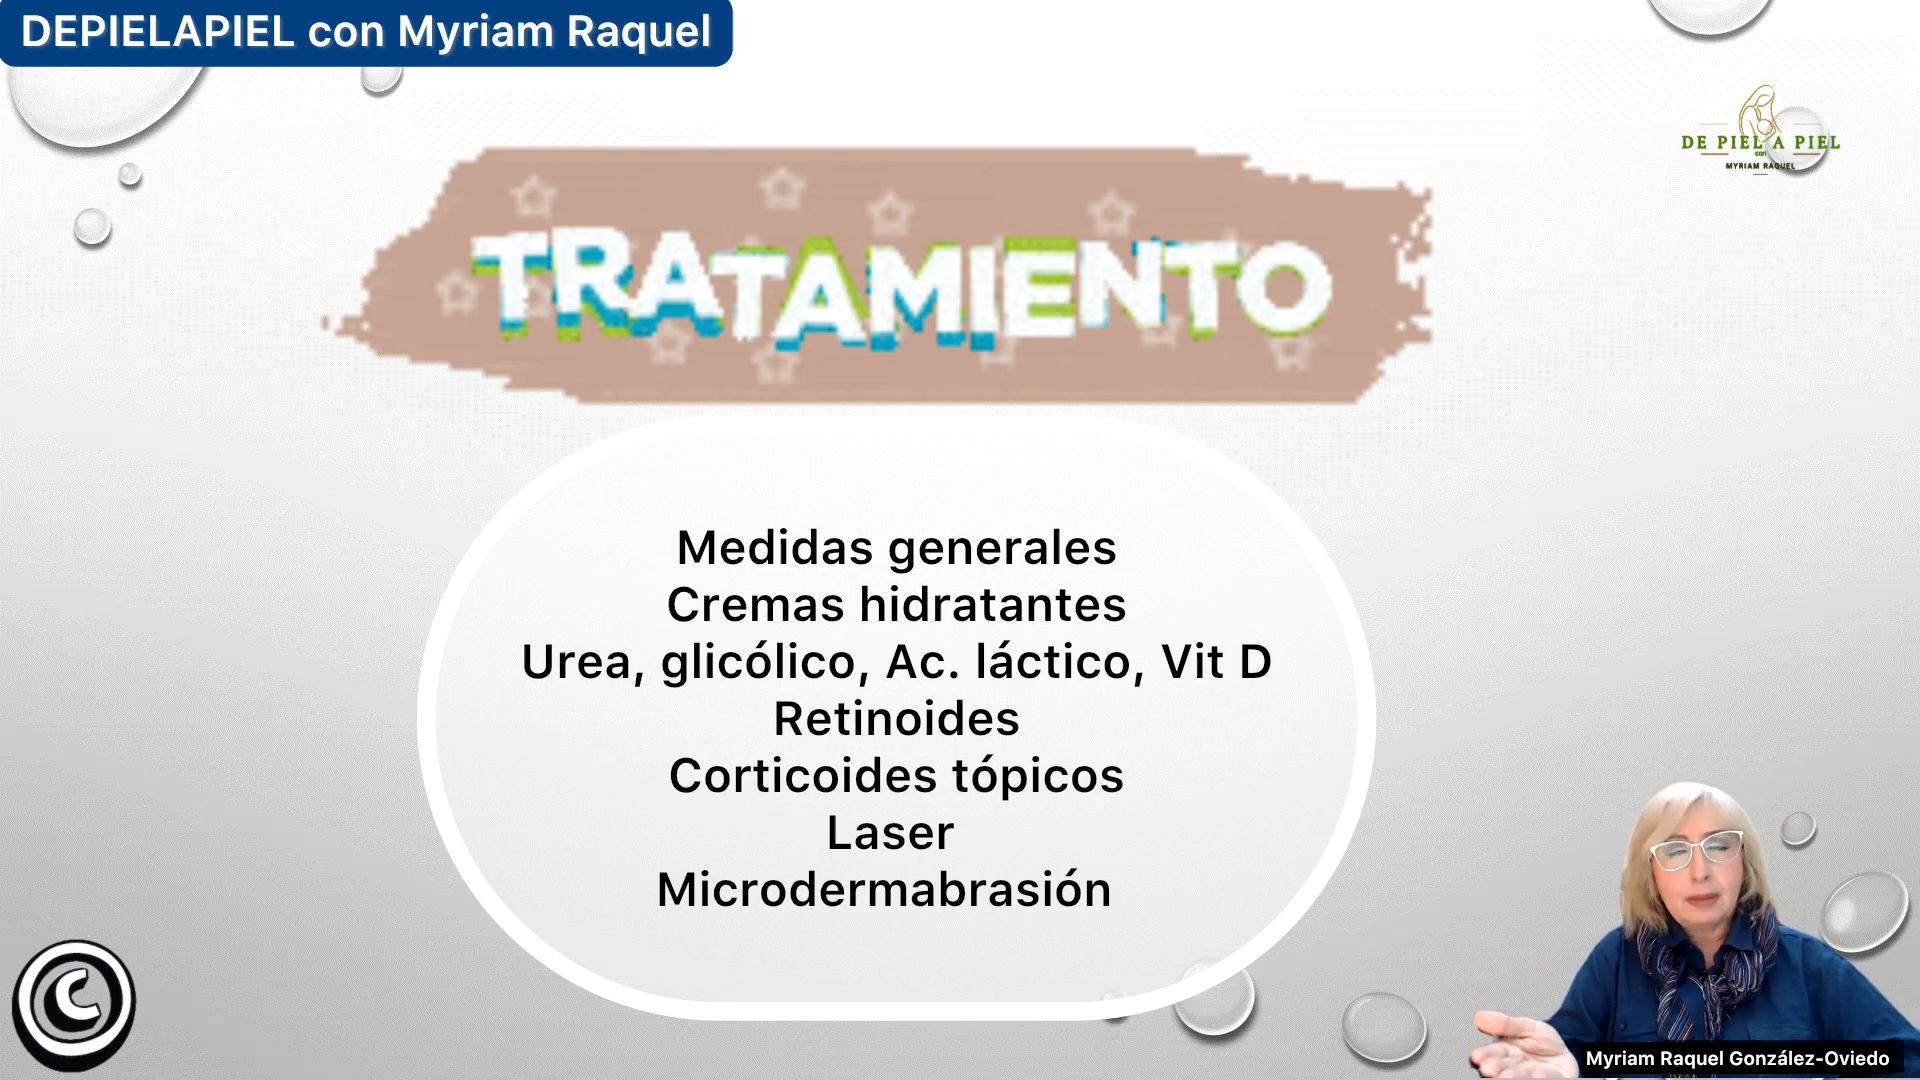 DEPIELAPIEL con Myriam Raquel
DE PIEL A PIEL
con
MYRIAM RAQUEL
TRATAMIENTO
Medidas generales
Cremas hidratantes
Urea, glicólico, Ac. láctico, Vit D
Retinoides
Corticoides tópicos
Laser
Microdermabrasión
C
Myriam Raquel González-Oviedo